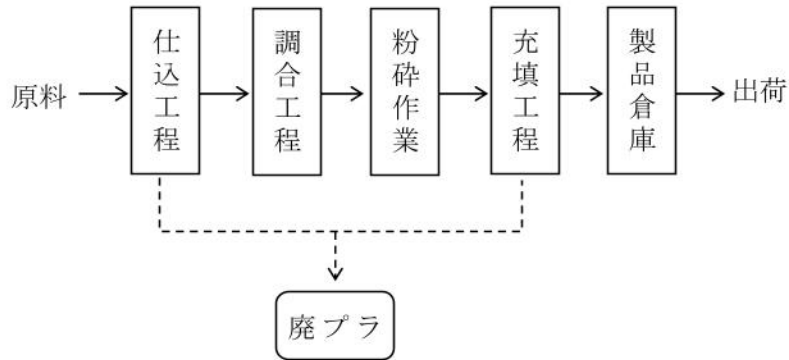 原料
仕込工程
調合工程
粉砕作業
充填工程
製品倉庫
出荷
廃プラ